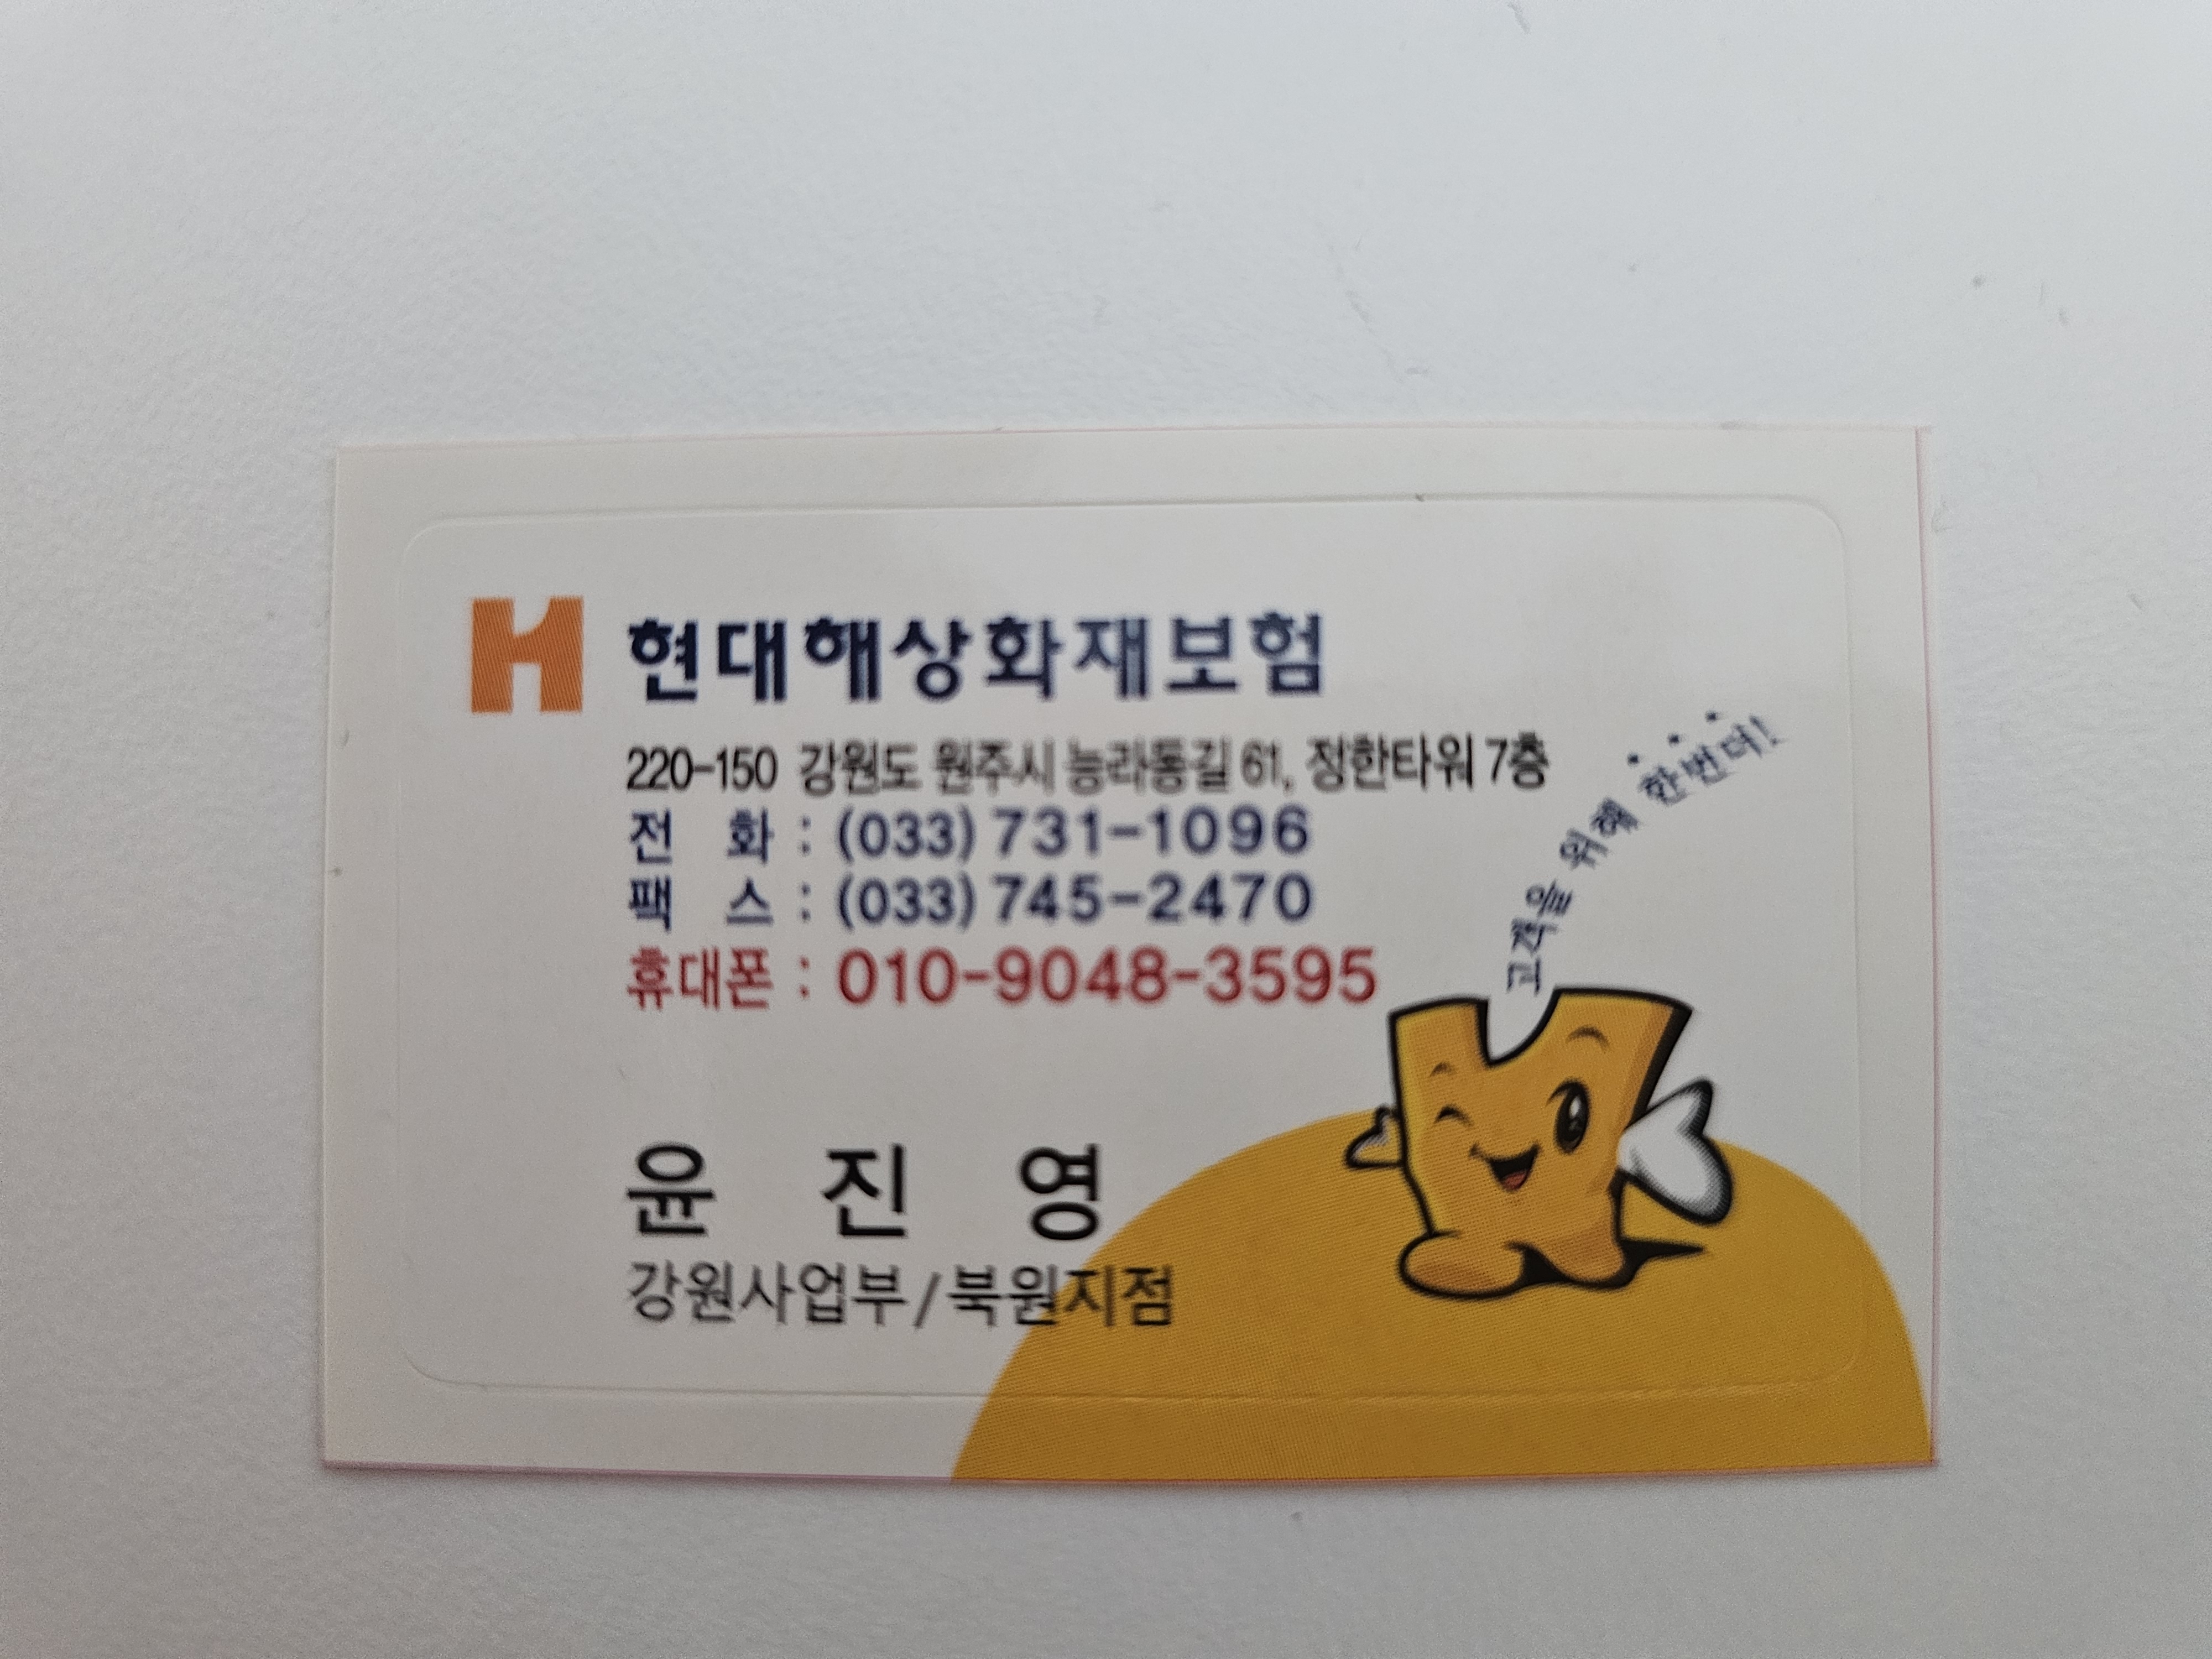 현대해상화재보험
220-150 강원도 원주시 능라동길 61, 정한타워 7층
전 화 : (033) 731-1096
팩 스 : (033) 745-2470
휴대폰 : 010-9048-3595
고객을 위해 한번더!
윤 진 영
강원사업부/북원지점